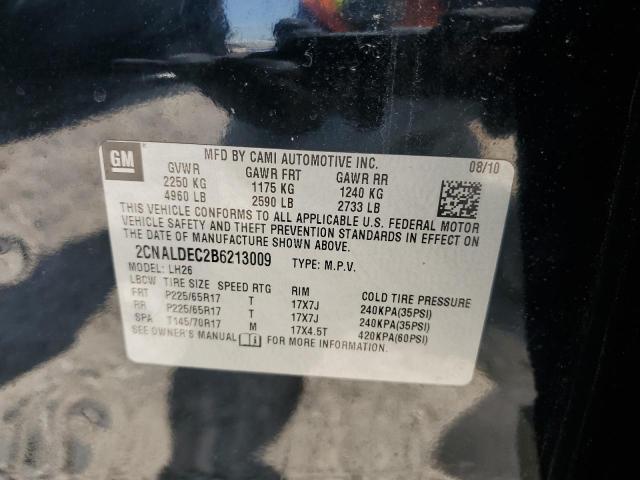 GM
MFD BY CAMI AUTOMOTIVE INC. 08/10
GVWR GAWR FRT GAWR RR
2250 KG 1175 KG 1240 KG
4960 LB 2590 LB 2733 LB
THIS VEHICLE CONFORMS TO ALL APPLICABLE U.S. FEDERAL MOTOR
VEHICLE SAFETY AND THEFT PREVENTION STANDARDS IN EFFECT ON
THE DATE OF MANUFACTURE SHOWN ABOVE.
2CNALDEC2B6213009 TYPE: M.P.V.
MODEL: LH26
LBCW TIRE SIZE SPEED RTG RIM COLD TIRE PRESSURE
FRT P225/65R17 T 17X7J 240KPA(35PSI)
RR P225/65R17 T 17X7J 240KPA(35PSI)
SPA T145/70R17 M 17X4.5T 420KPA(60PSI)
SEE OWNER'S MANUAL FOR MORE INFORMATION.